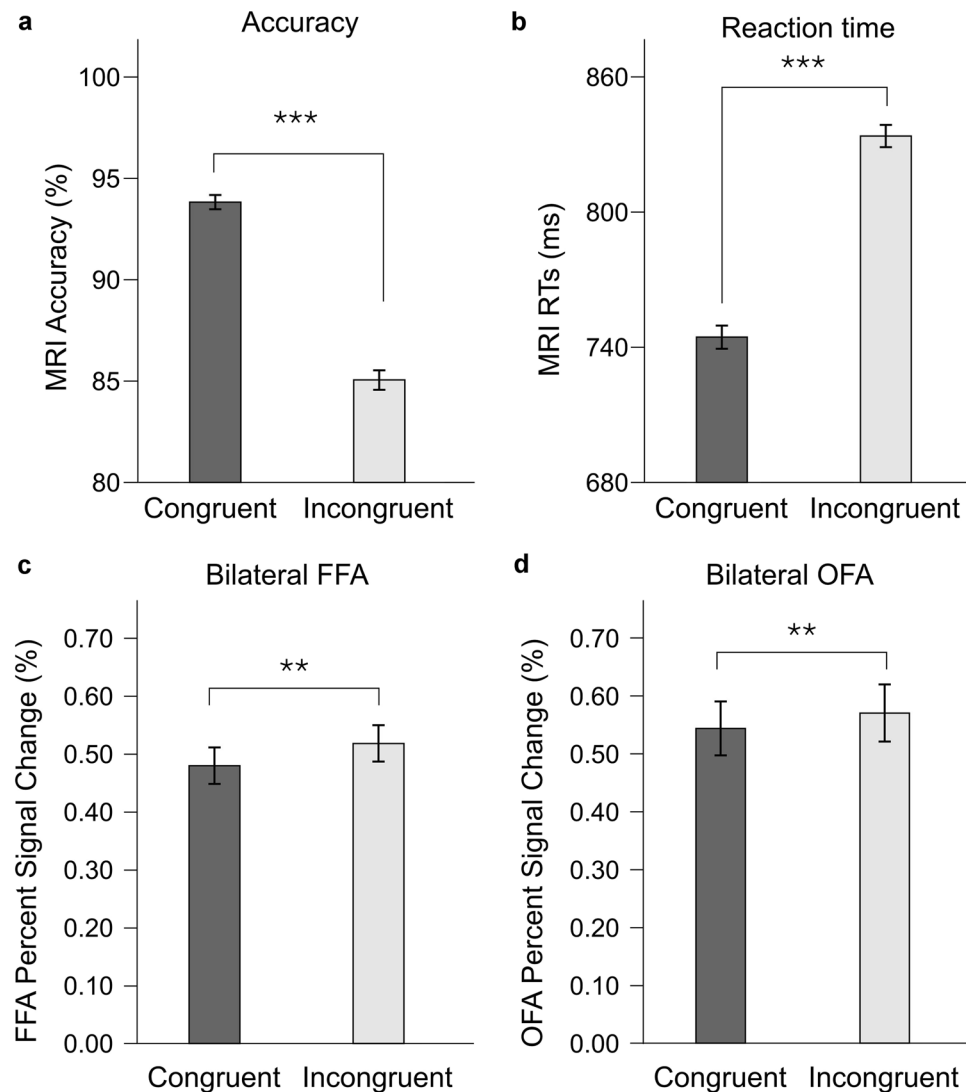 a
Accuracy
MRI Accuracy (%)
100
95
90
85
80
***
Congruent
Incongruent
b
Reaction time
MRI RTs (ms)
860
800
740
680
***
Congruent
Incongruent
c
Bilateral FFA
FFA Percent Signal Change (%)
0.70
0.60
0.50
0.40
0.30
0.20
0.10
0.00
**
Congruent
Incongruent
d
Bilateral OFA
OFA Percent Signal Change (%)
0.70
0.60
0.50
0.40
0.30
0.20
0.10
0.00
**
Congruent
Incongruent